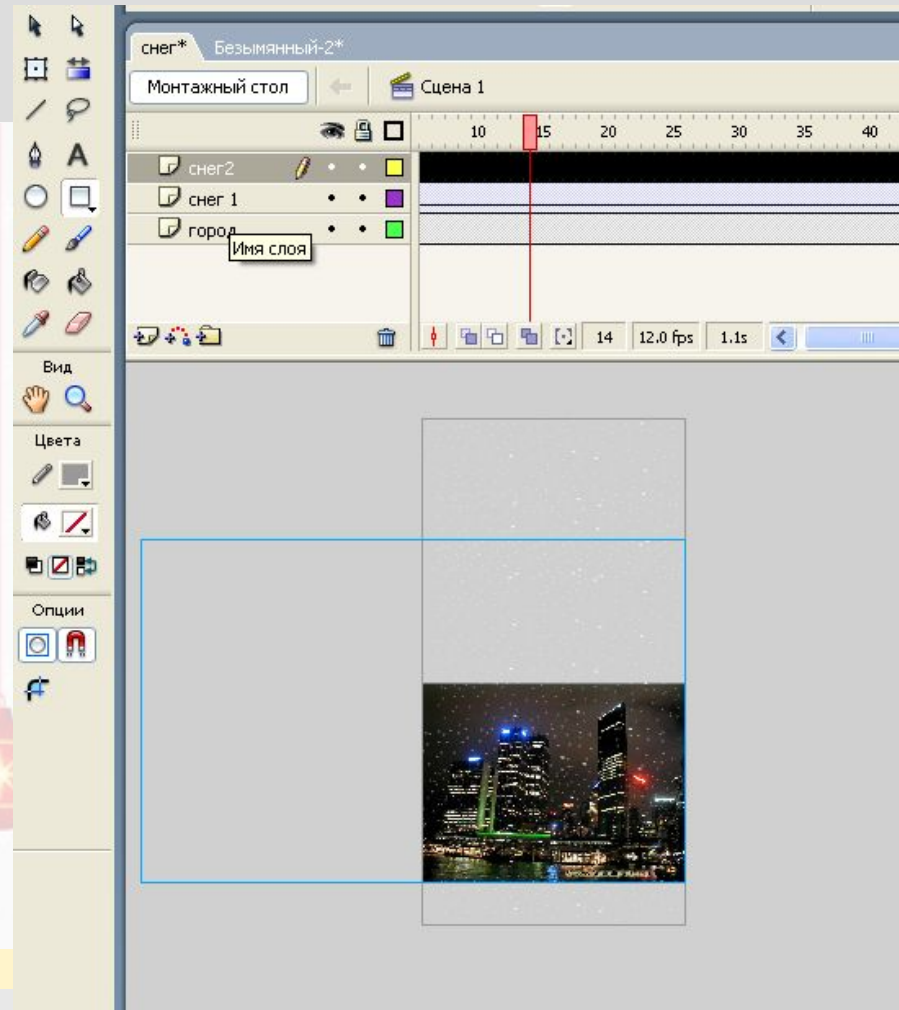 снег* Безымянный-2*
Монтажный стол Сцена 1
10 15 20 25 30 35 40
снег2
снег 1
город
Имя слоя
14 12.0 fps 1.1s
A
Вид
Цвета
Опции